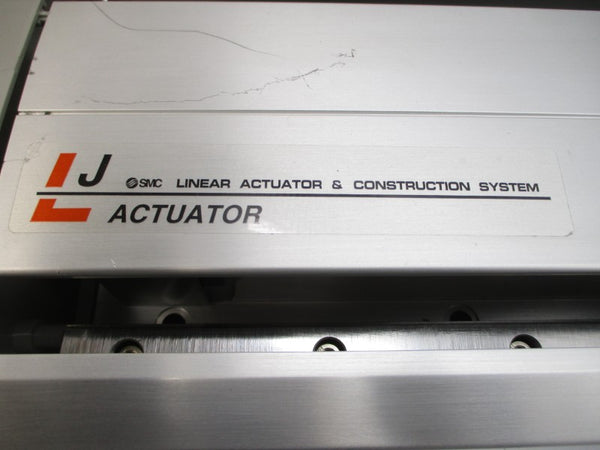 LJ SMC LINEAR ACTUATOR & CONSTRUCTION SYSTEM
ACTUATOR